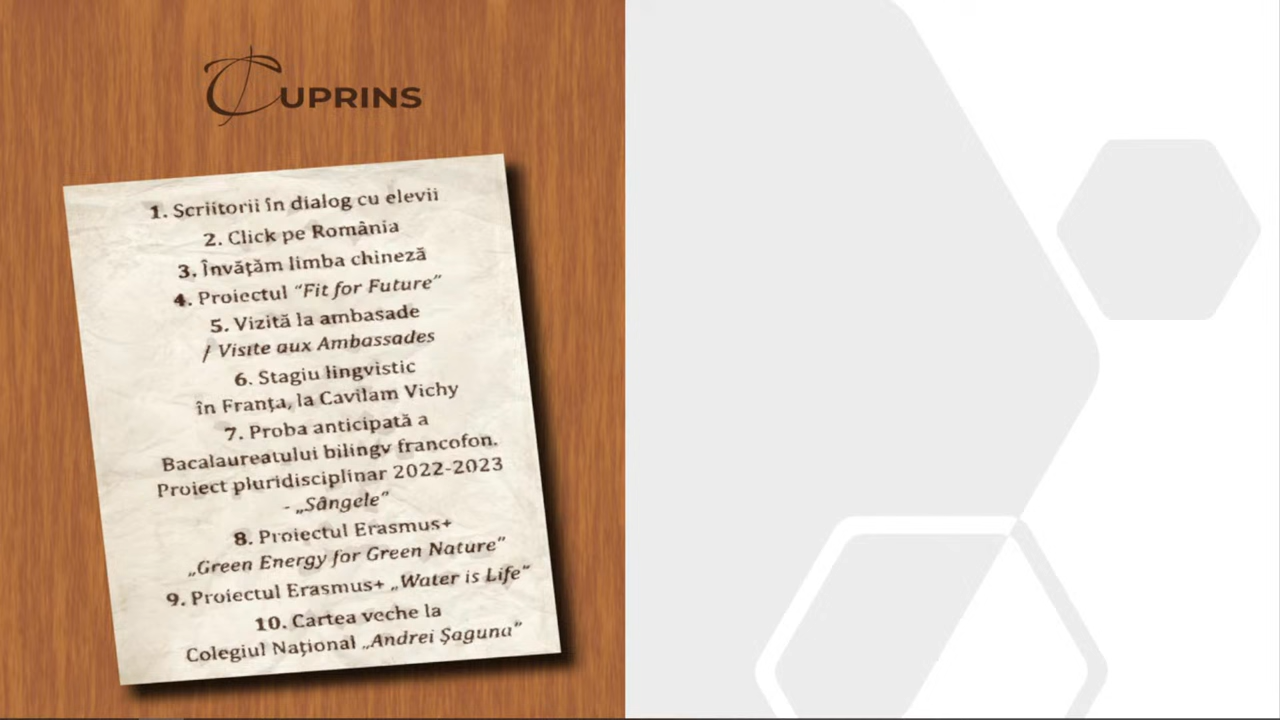 CUPRINS
1. Scriitorii în dialog cu elevii
2. Click pe România
3. Învățăm limba chineză
4. Proiectul “Fit for Future”
5. Vizită la ambasade
/ Visite aux Ambassades
6. Stagiu lingvistic
în Franța, la Cavilam Vichy
7. Proba anticipată a
Bacalaureatului bilingv francofon.
Proiect pluridisciplinar 2022-2023
- „Sângele”
8. Proiectul Erasmus+
„Green Energy for Green Nature”
9. Proiectul Erasmus+ „Water is Life”
10. Cartea veche la
Colegiul Național „Andrei Șaguna”